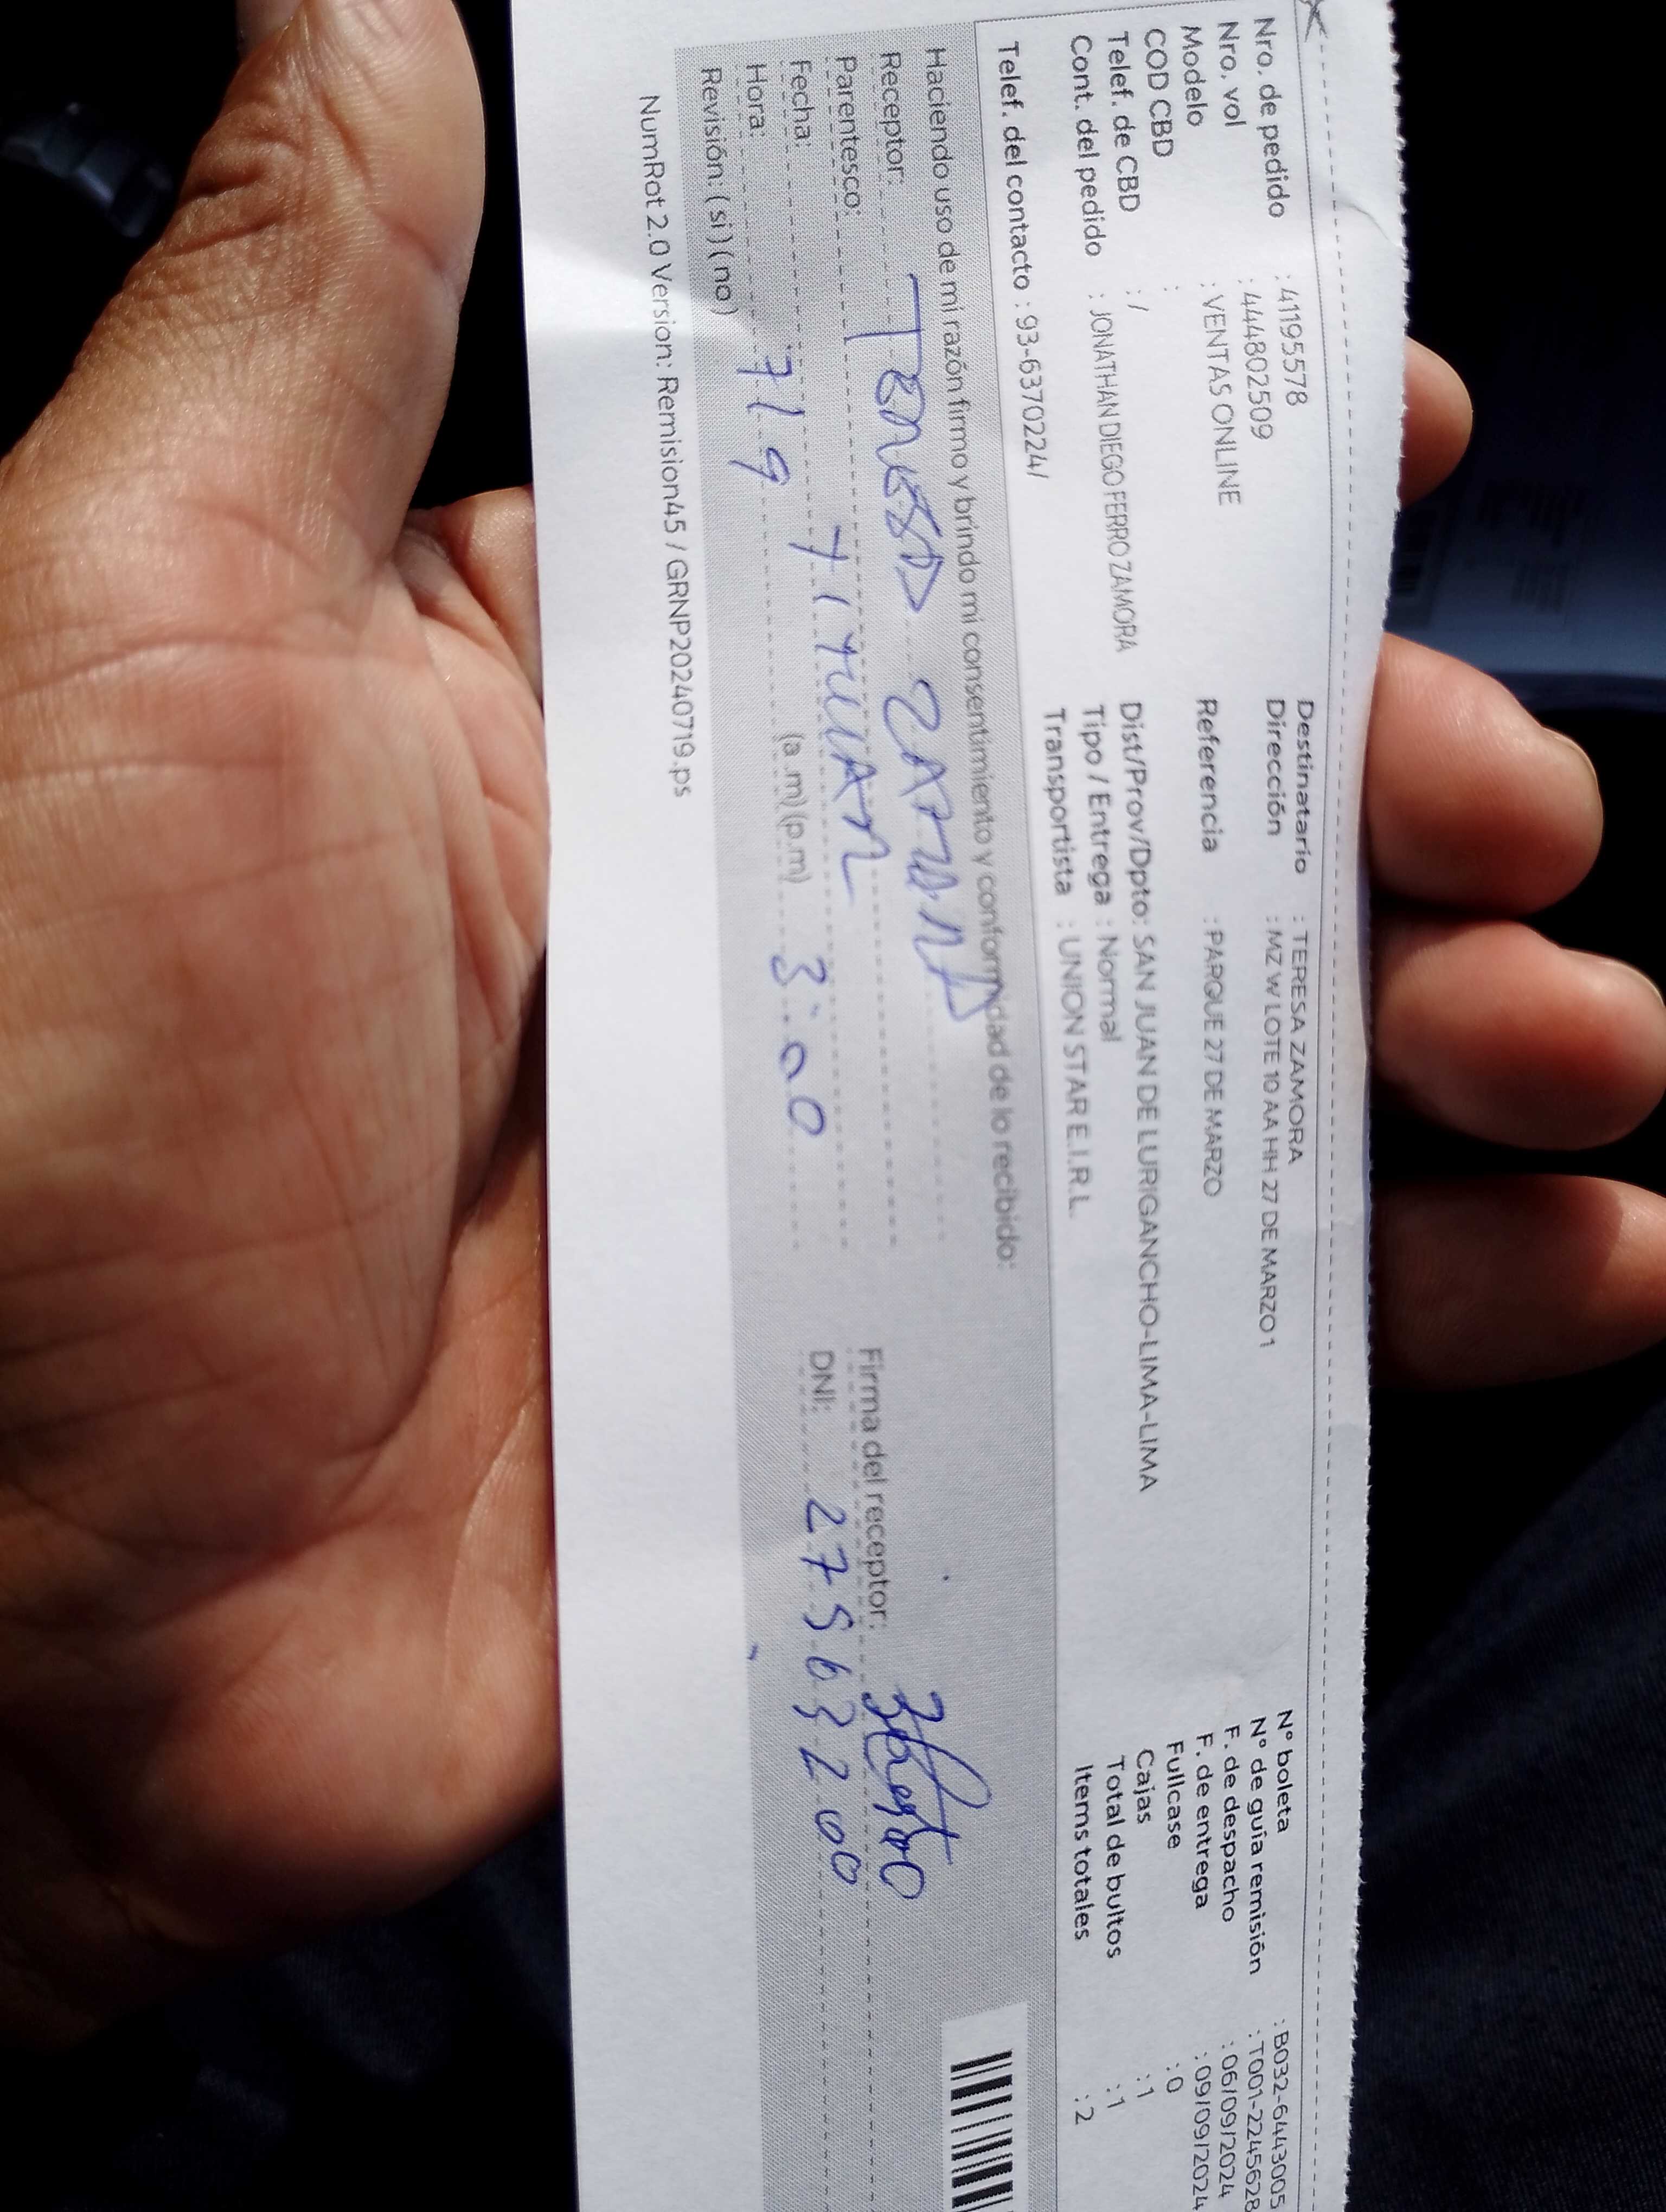 Nro. de pedido : 41195578
Nro. vol : 444802509
Modelo : VENTAS ONLINE
COD CBD :
Telef. de CBD : /
Cont. del pedido : JONATHAN DIEGO FERRO ZAMORA
Telef. del contacto : 93-6370224/
Destinatario : TERESA ZAMORA
Dirección : MZ W LOTE 10 AA HH 27 DE MARZO 1
Referencia : PARQUE 27 DE MARZO
Dist/Prov/Dpto: SAN JUAN DE LURIGANCHO-LIMA-LIMA
Tipo / Entrega : Normal
Transportista : UNION STAR E.I.R.L.
N° boleta : B032-6443005
N° de guía remisión : T001-2245628
F. de despacho : 06/09/2024
F. de entrega : 09/09/2024
Fullcase : 0
Cajas : 1
Total de bultos : 1
Items totales : 2
Haciendo uso de mi razón firmo y brindo mi consentimiento y conformidad de lo recibido:
Receptor: Teresa Zamora
Parentesco: Titular
Fecha: 7/9
Hora: (a.m) (p.m) 3:00
Revisión: (si) (no)
Firma del receptor:
DNI: 27563200
NumRot 2.0 Version: Remision45 / GRNP20240719.ps